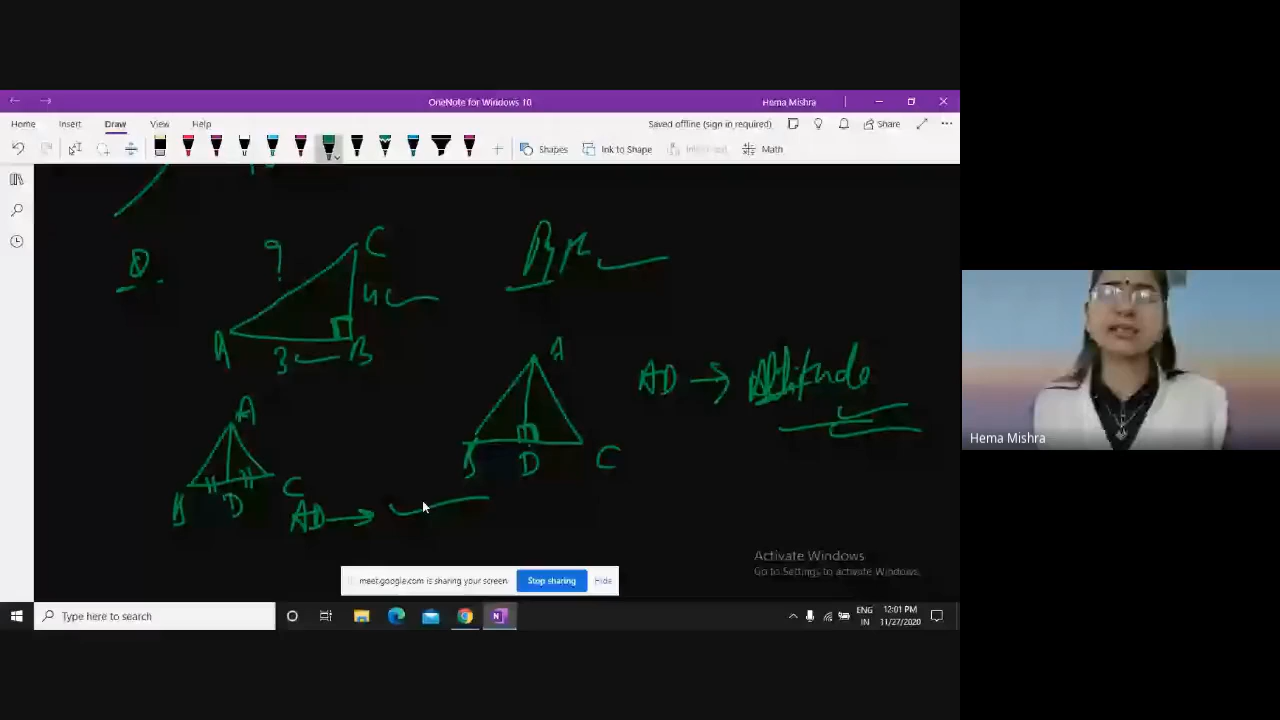 OneNote for Windows 10
Hema Mishra
Home Insert Draw View Help
Saved offline (sign in required)
Share
Shapes
Ink to Shape
Math
Q.
?
C
4
A 3 B
A
B D C
AD → Altitude
A
B D C
AD →
Hema Mishra
Activate Windows
Go to Settings to activate Windows.
meet.google.com is sharing your screen
Stop sharing
Hide
Type here to search
ENG
IN
12:01 PM
11/27/2020